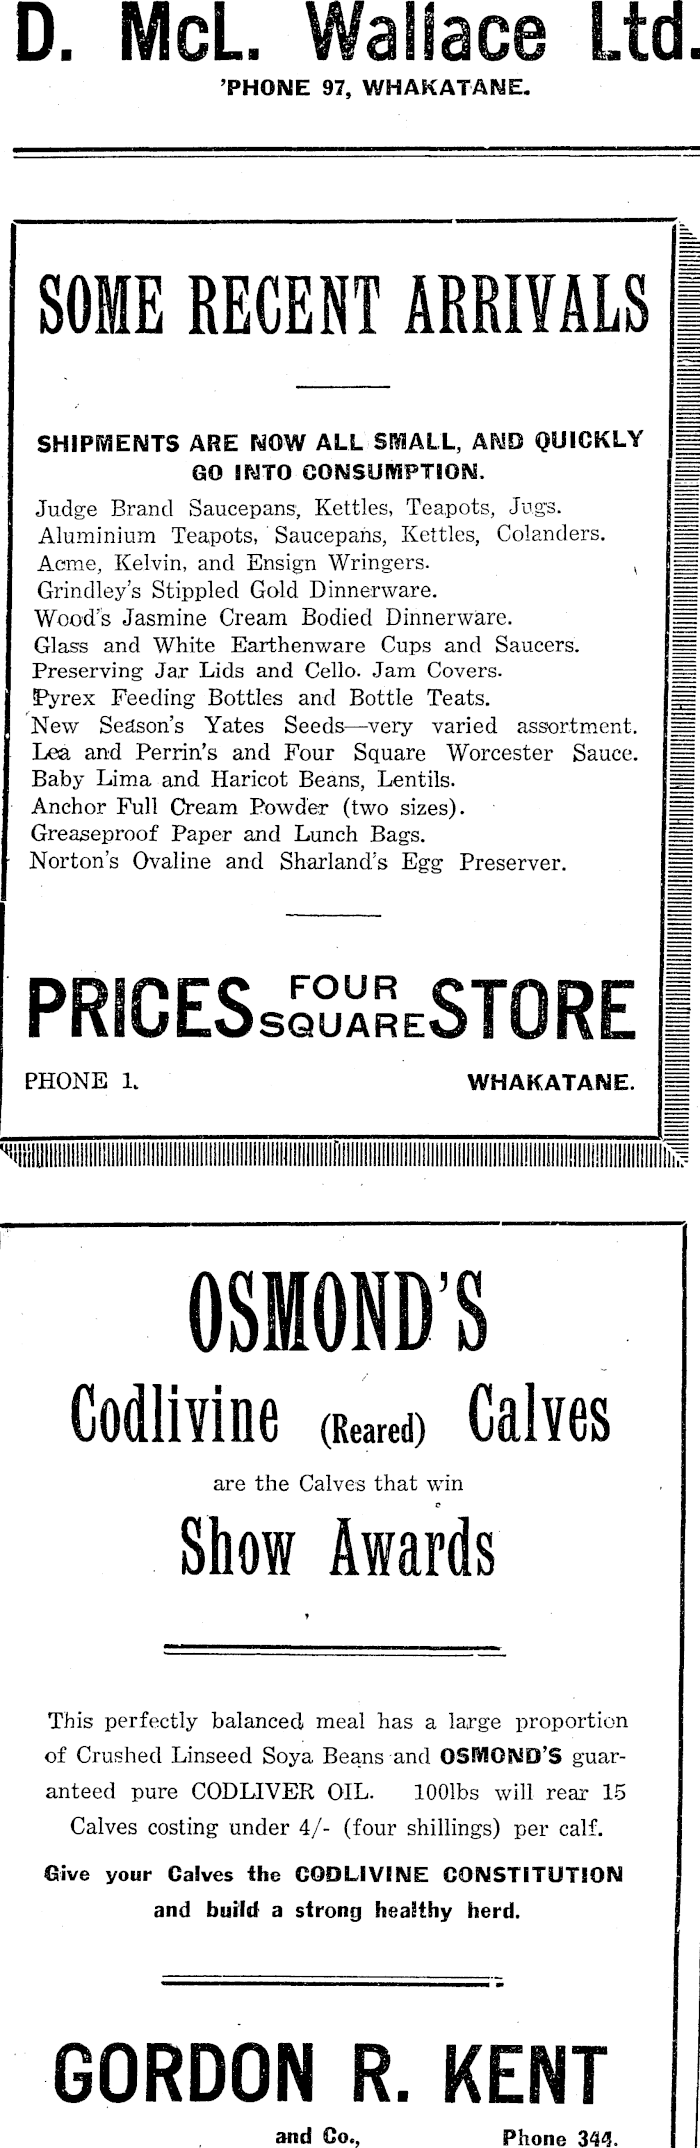 D. McL. Wallace Ltd.
'PHONE 97, WHAKATANE.
SOME RECENT ARRIVALS
SHIPMENTS ARE NOW ALL SMALL, AND QUICKLY
GO INTO CONSUMPTION.
Judge Brand Saucepans, Kettles, Teapots, Jugs.
Aluminium Teapots, Saucepans, Kettles, Colanders.
Acme, Kelvin, and Ensign Wringers.
Grindley's Stippled Gold Dinnerware.
Wood's Jasmine Cream Bodied Dinnerware.
Glass and White Earthenware Cups and Saucers.
Preserving Jar Lids and Cello. Jam Covers.
Pyrex Feeding Bottles and Bottle Teats.
New Season's Yates Seeds—very varied assortment.
Lea and Perrin's and Four Square Worcester Sauce.
Baby Lima and Haricot Beans, Lentils.
Anchor Full Cream Powder (two sizes).
Greaseproof Paper and Lunch Bags.
Norton's Ovaline and Sharland's Egg Preserver.
PRICES FOUR SQUARE STORE
PHONE 1. WHAKATANE.
OSMOND'S
Codlivine (Reared) Calves
are the Calves that win
Show Awards
This perfectly balanced meal has a large proportion
of Crushed Linseed Soya Beans and OSMOND'S guar-
anteed pure CODLIVER OIL. 100lbs will rear 15
Calves costing under 4/- (four shillings) per calf.
Give your Calves the CODLIVINE CONSTITUTION
and build a strong healthy herd.
GORDON R. KENT
and Co., Phone 344.